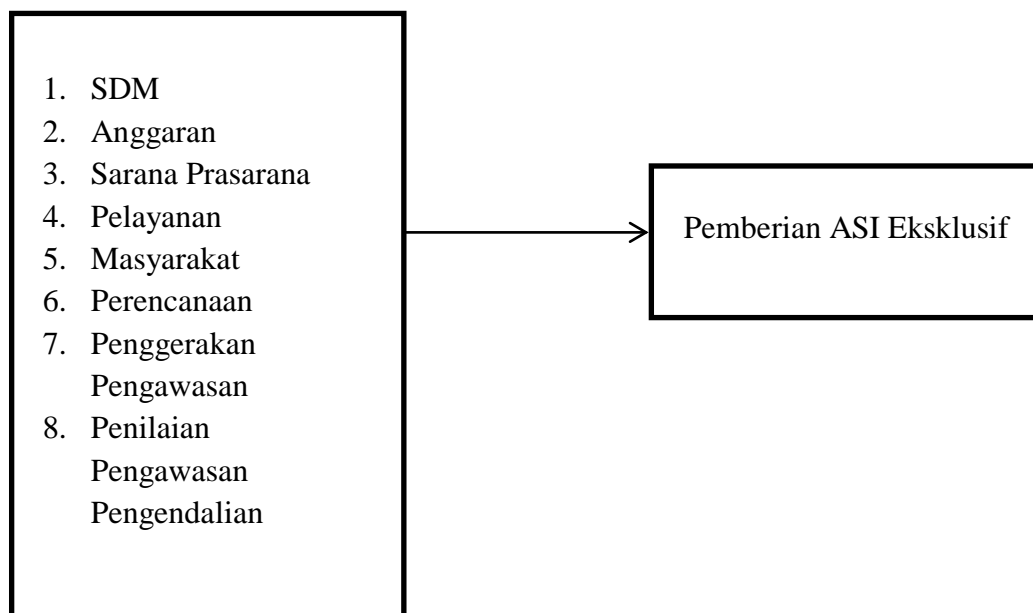 1. SDM
2. Anggaran
3. Sarana Prasarana
4. Pelayanan
5. Masyarakat
6. Perencanaan
7. Penggerakan
Pengawasan
8. Penilaian
Pengawasan
Pengendalian
Pemberian ASI Eksklusif